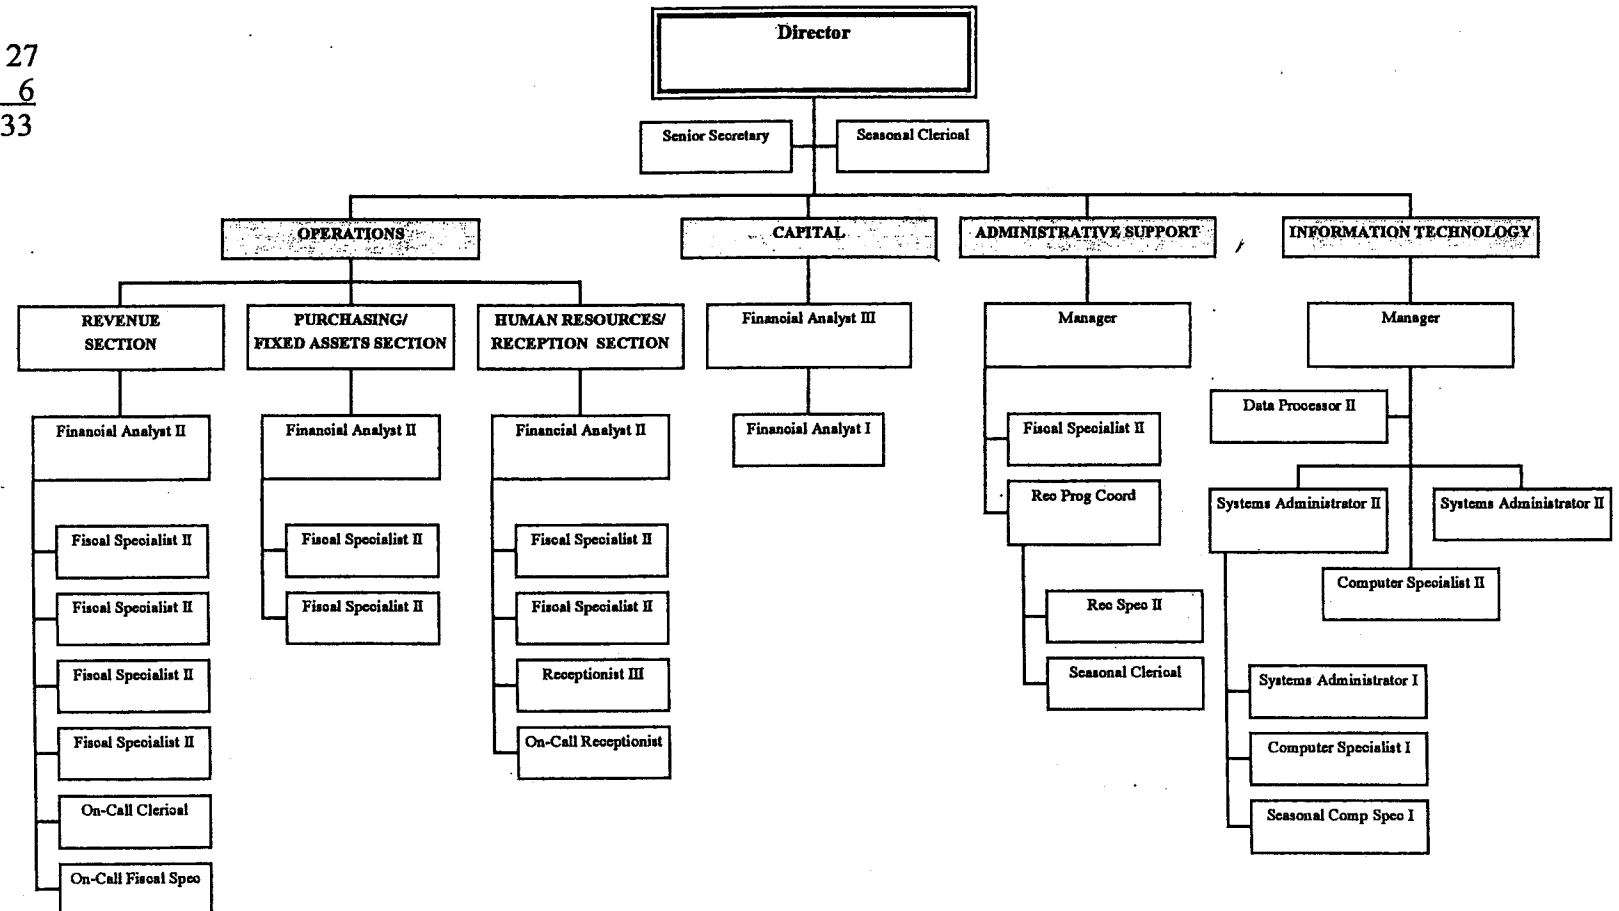 27
6
33
Director
Senior Secretary
Seasonal Clerical
OPERATIONS
CAPITAL
ADMINISTRATIVE SUPPORT
INFORMATION TECHNOLOGY
REVENUE
SECTION
PURCHASING/
FIXED ASSETS SECTION
HUMAN RESOURCES/
RECEPTION SECTION
Financial Analyst II
Fiscal Specialist II
Fiscal Specialist II
Fiscal Specialist II
Fiscal Specialist II
On-Call Clerical
On-Call Fiscal Spec
Financial Analyst II
Fiscal Specialist II
Fiscal Specialist II
Financial Analyst II
Fiscal Specialist II
Fiscal Specialist II
Receptionist III
On-Call Receptionist
Financial Analyst III
Financial Analyst I
Manager
Fiscal Specialist II
Rec Prog Coord
Rec Spec II
Seasonal Clerical
Manager
Data Processor II
Systems Administrator II
Systems Administrator II
Computer Specialist II
Systems Administrator I
Computer Specialist I
Seasonal Comp Spec I